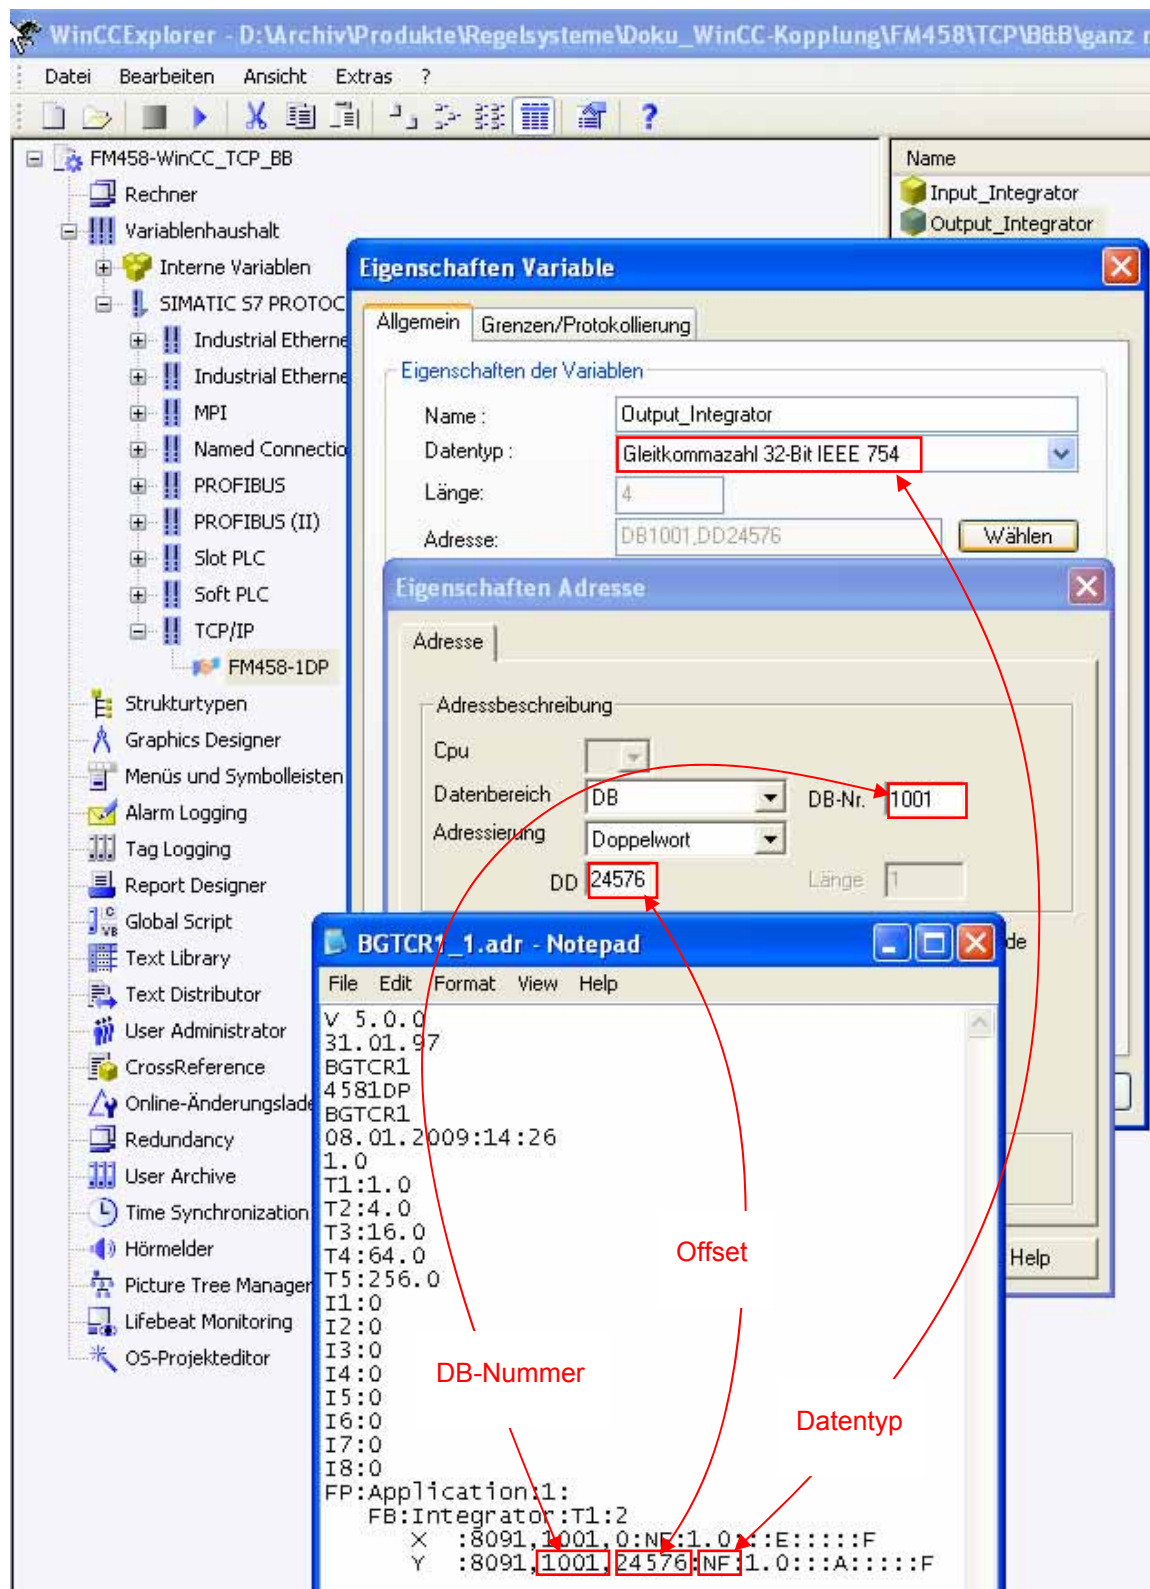 WinCCExplorer - D:\Archiv\Produkte\Regelsysteme\Doku_WinCC-Kopplung\FM458\TCP\B&B\ganz
Datei Bearbeiten Ansicht Extras ?
FM458-WinCC_TCP_BB
Rechner
Variablenhaushalt
Interne Variablen
SIMATIC S7 PROTOC
Industrial Etherne
Industrial Etherne
MPI
Named Connectio
PROFIBUS
PROFIBUS (II)
Slot PLC
Soft PLC
TCP/IP
FM458-1DP
Strukturtypen
Graphics Designer
Menüs und Symbolleisten
Alarm Logging
Tag Logging
Report Designer
Global Script
Text Library
Text Distributor
User Administrator
CrossReference
Online-Änderungslade
Redundancy
User Archive
Time Synchronization
Hörmelder
Picture Tree Manager
Lifebeat Monitoring
OS-Projekteditor
Name
Input_Integrator
Output_Integrator
Eigenschaften Variable
Allgemein Grenzen/Protokollierung
Eigenschaften der Variablen
Name : Output_Integrator
Datentyp : Gleitkommazahl 32-Bit IEEE 754
Länge: 4
Adresse: DB1001,DD24576 Wählen
Eigenschaften Adresse
Adresse
Adressbeschreibung
Cpu
Datenbereich DB DB-Nr. 1001
Adressierung Doppelwort
DD 24576 Länge 1
de
Help
BGTCR1_1.adr - Notepad
File Edit Format View Help
V 5.0.0
31.01.97
BGTCR1
4581DP
BGTCR1
08.01.2009:14:26
1.0
T1:1.0
T2:4.0
T3:16.0
T4:64.0
T5:256.0
I1:0
I2:0
I3:0
I4:0
I5:0
I6:0
I7:0
I8:0
FP:Application:1:
FB:Integrator:T1:2
X :8091,1001,0:NF:1.0:::E:::::F
Y :8091,1001,24576:NF:1.0:::A:::::F
Offset
DB-Nummer
Datentyp